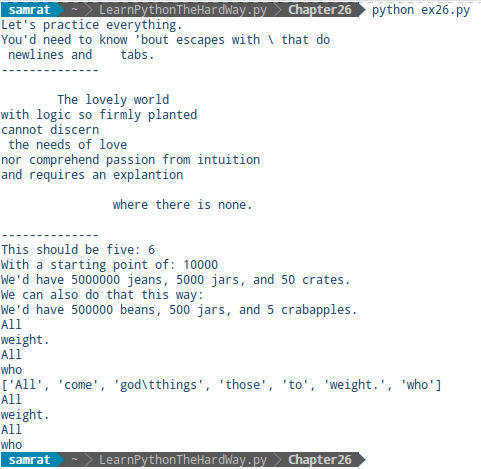 samrat ~ LearnPythonTheHardWay.py Chapter26 python ex26.py
Let's practice everything.
You'd need to know 'bout escapes with \ that do
 newlines and    tabs.
--------------

        The lovely world
with logic so firmly planted
cannot discern
 the needs of love
nor comprehend passion from intuition
and requires an explantion

                where there is none.

--------------
This should be five: 6
With a starting point of: 10000
We'd have 5000000 jeans, 5000 jars, and 50 crates.
We can also do that this way:
We'd have 500000 beans, 500 jars, and 5 crabapples.
All
weight.
All
who
['All', 'come', 'god\tthings', 'those', 'to', 'weight.', 'who']
All
weight.
All
who
samrat ~ LearnPythonTheHardWay.py Chapter26